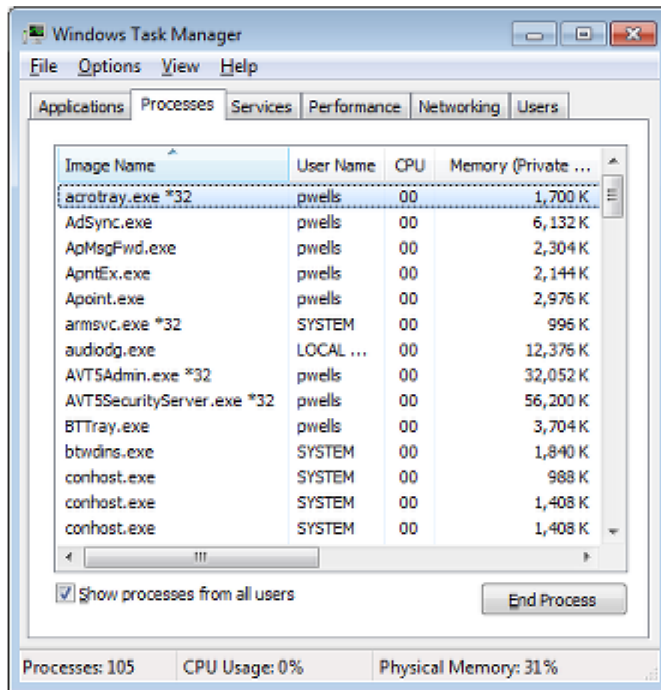 Windows Task Manager
File Options View Help
Applications Processes Services Performance Networking Users
Image Name User Name CPU Memory (Private ...
acrotray.exe *32 pwells 00 1,700 K
AdSync.exe pwells 00 6,132 K
ApMsgFwd.exe pwells 00 2,304 K
ApntEx.exe pwells 00 2,144 K
Apoint.exe pwells 00 2,976 K
armsvc.exe *32 SYSTEM 00 996 K
audiodg.exe LOCAL ... 00 12,376 K
AVT5Admin.exe *32 pwells 00 32,052 K
AVT5SecurityServer.exe *32 pwells 00 56,200 K
BTTray.exe pwells 00 3,704 K
btwdins.exe SYSTEM 00 1,840 K
conhost.exe SYSTEM 00 988 K
conhost.exe SYSTEM 00 1,408 K
conhost.exe SYSTEM 00 1,408 K
Show processes from all users End Process
Processes: 105 CPU Usage: 0% Physical Memory: 31%